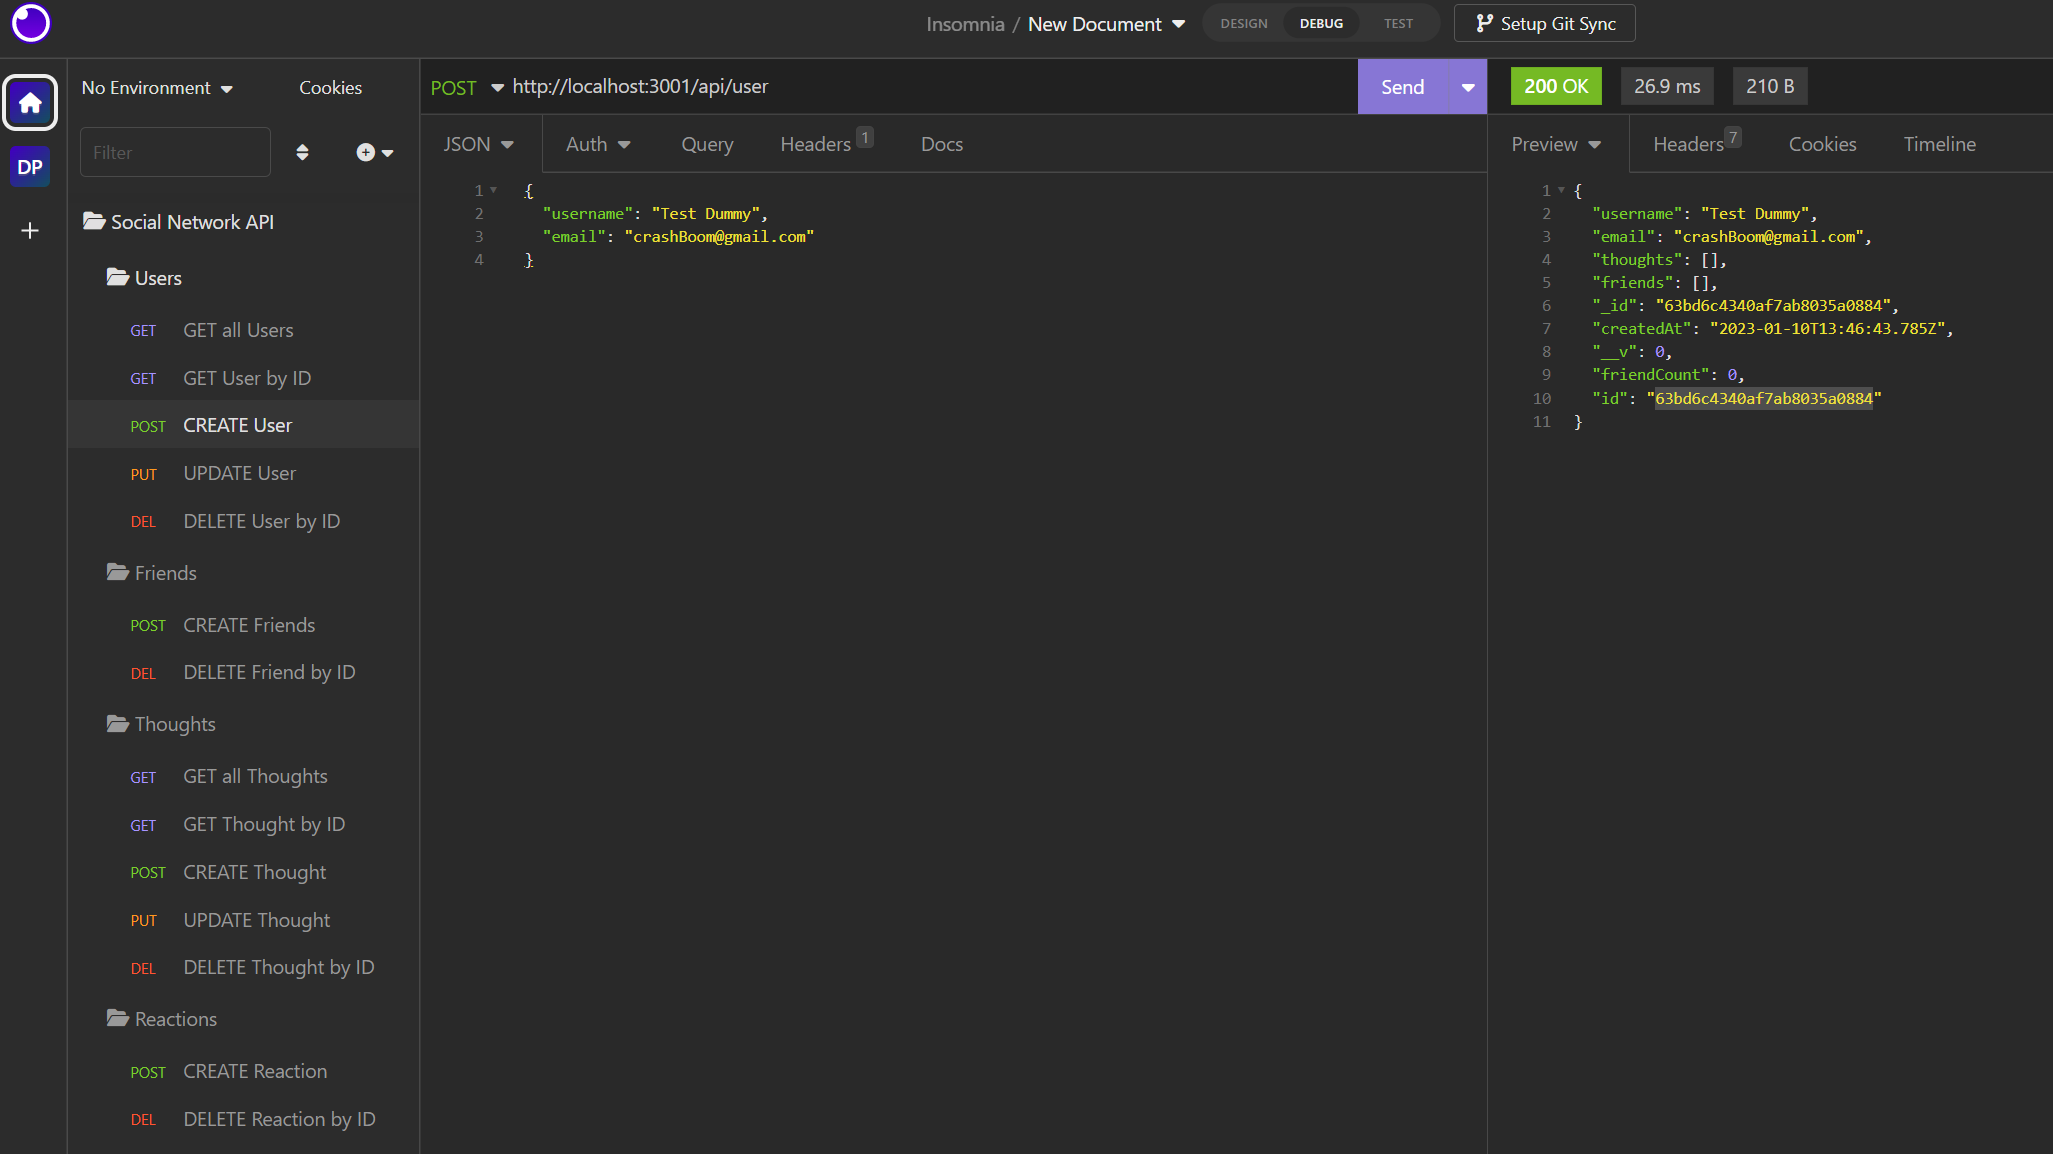 Insomnia / New Document
DESIGN DEBUG TEST
Setup Git Sync
DP
No Environment
Cookies
Filter
Social Network API
Users
GET GET all Users
GET GET User by ID
POST CREATE User
PUT UPDATE User
DEL DELETE User by ID
Friends
POST CREATE Friends
DEL DELETE Friend by ID
Thoughts
GET GET all Thoughts
GET GET Thought by ID
POST CREATE Thought
PUT UPDATE Thought
DEL DELETE Thought by ID
Reactions
POST CREATE Reaction
DEL DELETE Reaction by ID
POST http://localhost:3001/api/user
Send
JSON Auth Query Headers 1 Docs
1 {
2 "username": "Test Dummy",
3 "email": "crashBoom@gmail.com"
4 }
200 OK 26.9 ms 210 B
Preview Headers 7 Cookies Timeline
1 {
2 "username": "Test Dummy",
3 "email": "crashBoom@gmail.com",
4 "thoughts": [],
5 "friends": [],
6 "_id": "63bd6c4340af7ab8035a0884",
7 "createdAt": "2023-01-10T13:46:43.785Z",
8 "__v": 0,
9 "friendCount": 0,
10 "id": "63bd6c4340af7ab8035a0884"
11 }